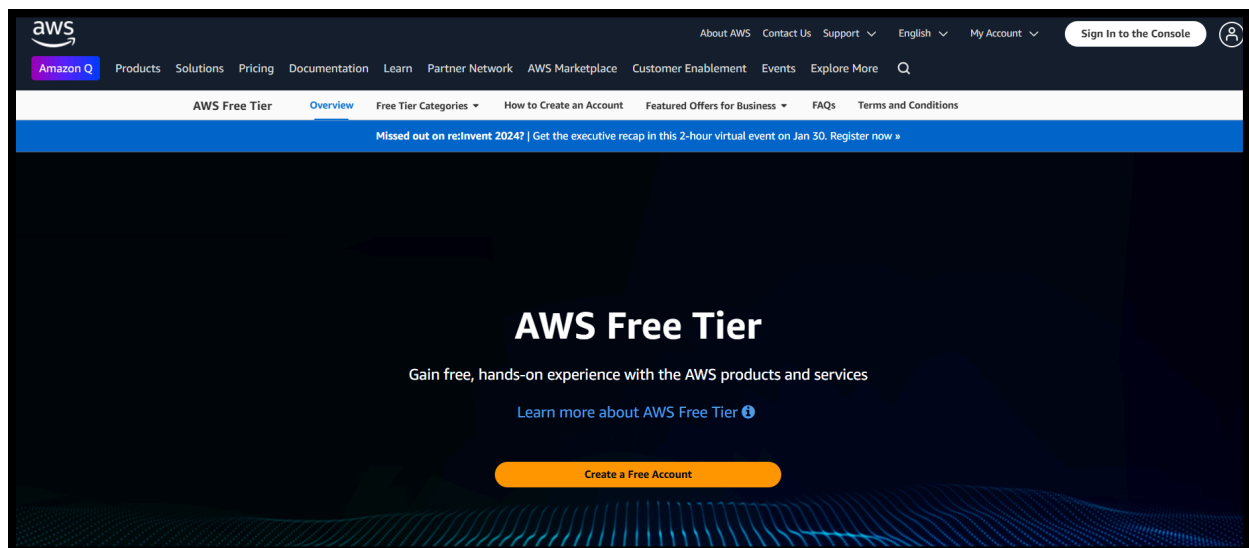 aws
About AWS Contact Us Support English My Account Sign In to the Console
Amazon Q Products Solutions Pricing Documentation Learn Partner Network AWS Marketplace Customer Enablement Events Explore More
AWS Free Tier Overview Free Tier Categories How to Create an Account Featured Offers for Business FAQs Terms and Conditions
Missed out on re:Invent 2024? | Get the executive recap in this 2-hour virtual event on Jan 30. Register now »
AWS Free Tier
Gain free, hands-on experience with the AWS products and services
Learn more about AWS Free Tier
Create a Free Account